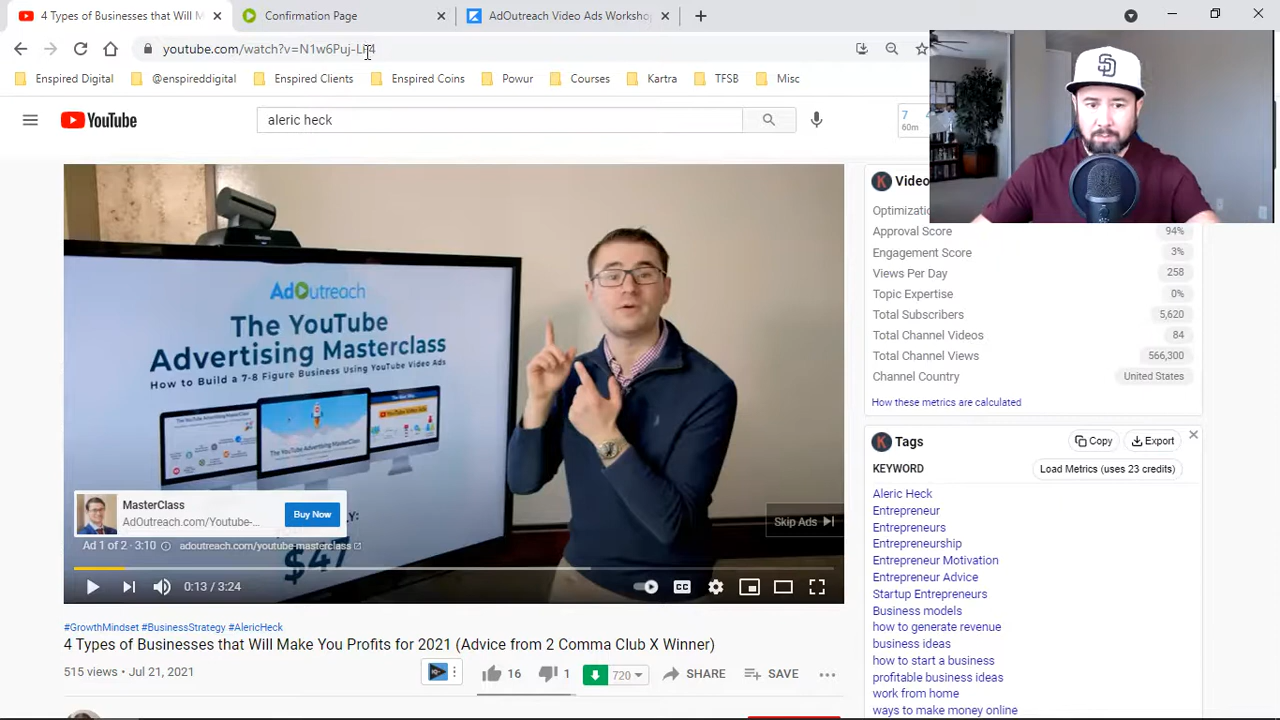 4 Types of Businesses that Will M
Confirmation Page
AdOutreach Video Ads Worksho
youtube.com/watch?v=N1w6Puj-
Enspired Digital
@enspireddigital
Enspired Clients
Enspired Coins
Powur
Courses
Kartra
TFSB
Misc
YouTube
aleric heck
7
60m
SD
AdOutreach
The YouTube
Advertising Masterclass
How to Build a 7-8 Figure Business Using YouTube Video Ads
$47
MasterClass
AdOutreach.com/Youtube-...
Buy Now
Skip Ads
Ad 1 of 2 · 3:10
adoutreach.com/youtube-masterclass
0:13 / 3:24
CC
#GrowthMindset #BusinessStrategy #AlericHeck
4 Types of Businesses that Will Make You Profits for 2021 (Advice from 2 Comma Club X Winner)
515 views • Jul 21, 2021
16
1
720
SHARE
SAVE
K Video
Optimizatio
Approval Score 94%
Engagement Score 3%
Views Per Day 258
Topic Expertise 0%
Total Subscribers 5,620
Total Channel Videos 84
Total Channel Views 566,300
Channel Country United States
How these metrics are calculated
K Tags
Copy
Export
KEYWORD
Load Metrics (uses 23 credits)
Aleric Heck
Entrepreneur
Entrepreneurs
Entrepreneurship
Entrepreneur Motivation
Entrepreneur Advice
Startup Entrepreneurs
Business models
how to generate revenue
business ideas
how to start a business
profitable business ideas
work from home
ways to make money online